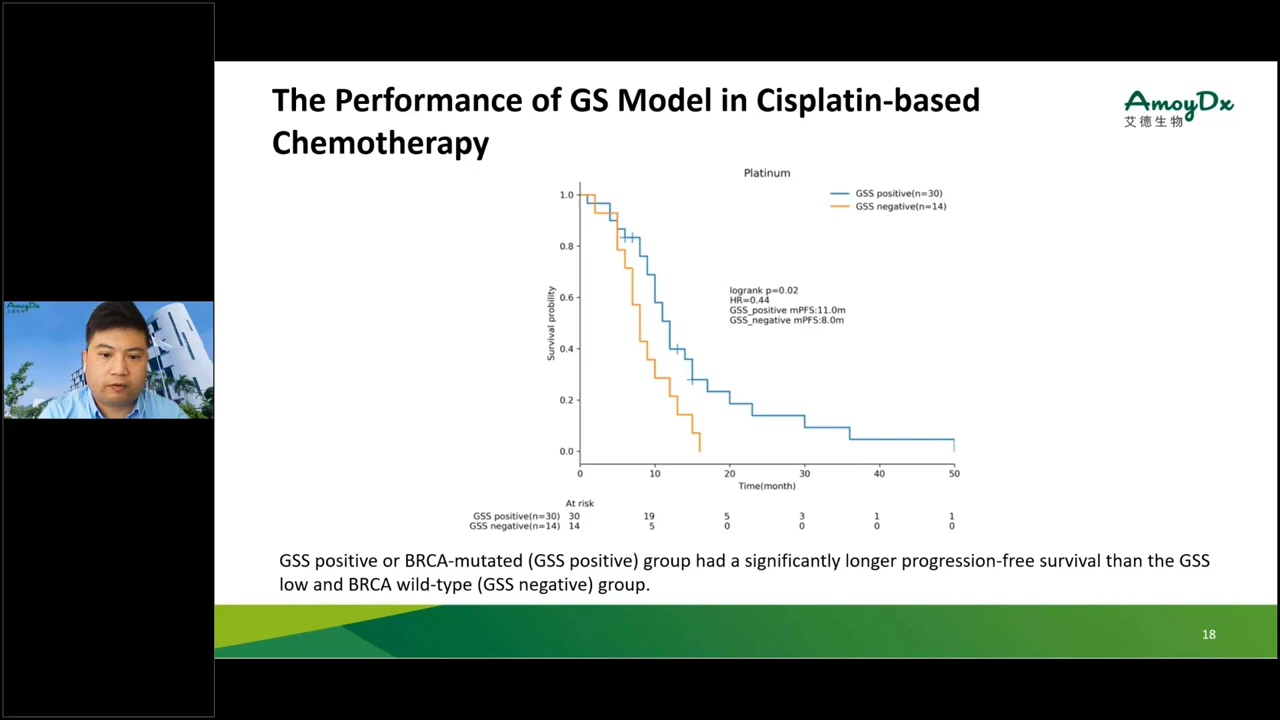 The Performance of GS Model in Cisplatin-based
Chemotherapy
AmoyDx
艾德生物
Platinum
GSS positive(n=30)
GSS negative(n=14)
1.0
0.8
0.6
0.4
0.2
0.0
Survival probility
logrank p=0.02
HR=0.44
GSS_positive mPFS:11.0m
GSS_negative mPFS:8.0m
0 10 20 30 40 50
Time(month)
At risk
GSS positive(n=30) 30 19 5 3 1 1
GSS negative(n=14) 14 5 0 0 0 0
GSS positive or BRCA-mutated (GSS positive) group had a significantly longer progression-free survival than the GSS
low and BRCA wild-type (GSS negative) group.
18
AmoyDx